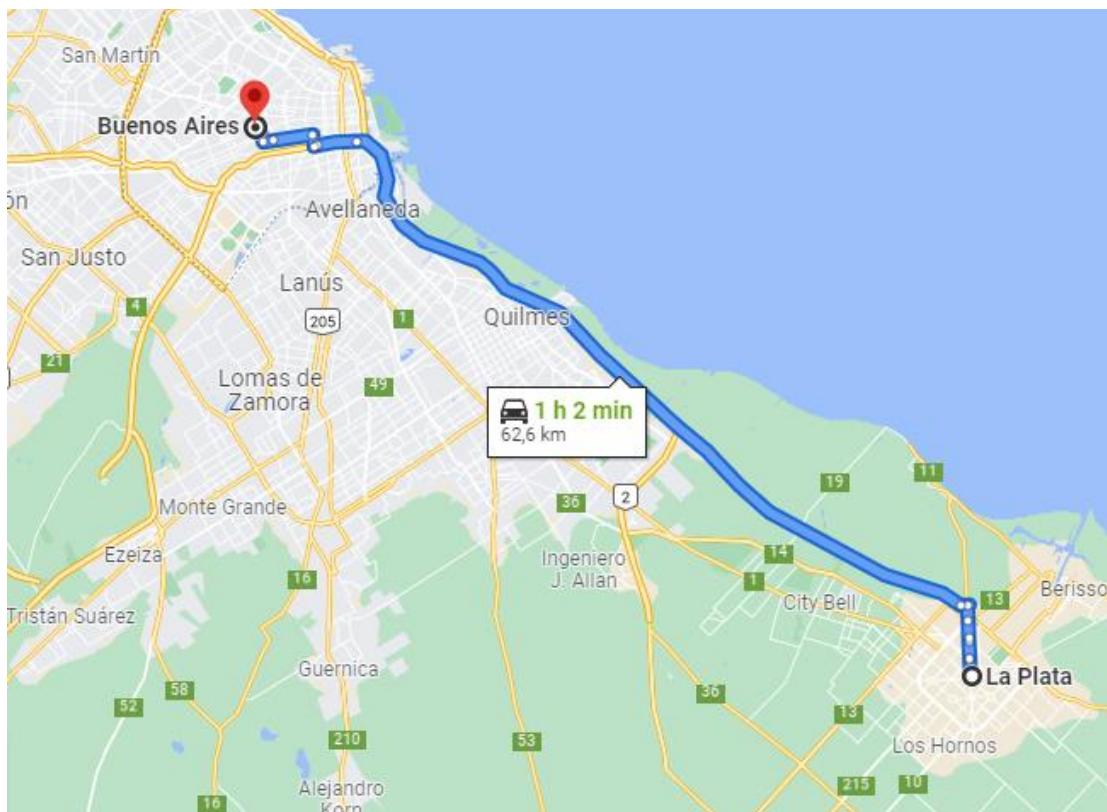 San Martín
Buenos Aires
ón
Avellaneda
San Justo
Lanús
4
205
1
Quilmes
21
Lomas de
Zamora
49
1 h 2 min
62,6 km
11
19
Monte Grande
2
36
Ezeiza
14
Ingeniero
J. Allan
16
1
City Bell
13
Berisso
Tristán Suárez
Guernica
La Plata
58
36
52
13
210
53
Los Hornos
215
10
Alejandro
Korn
16